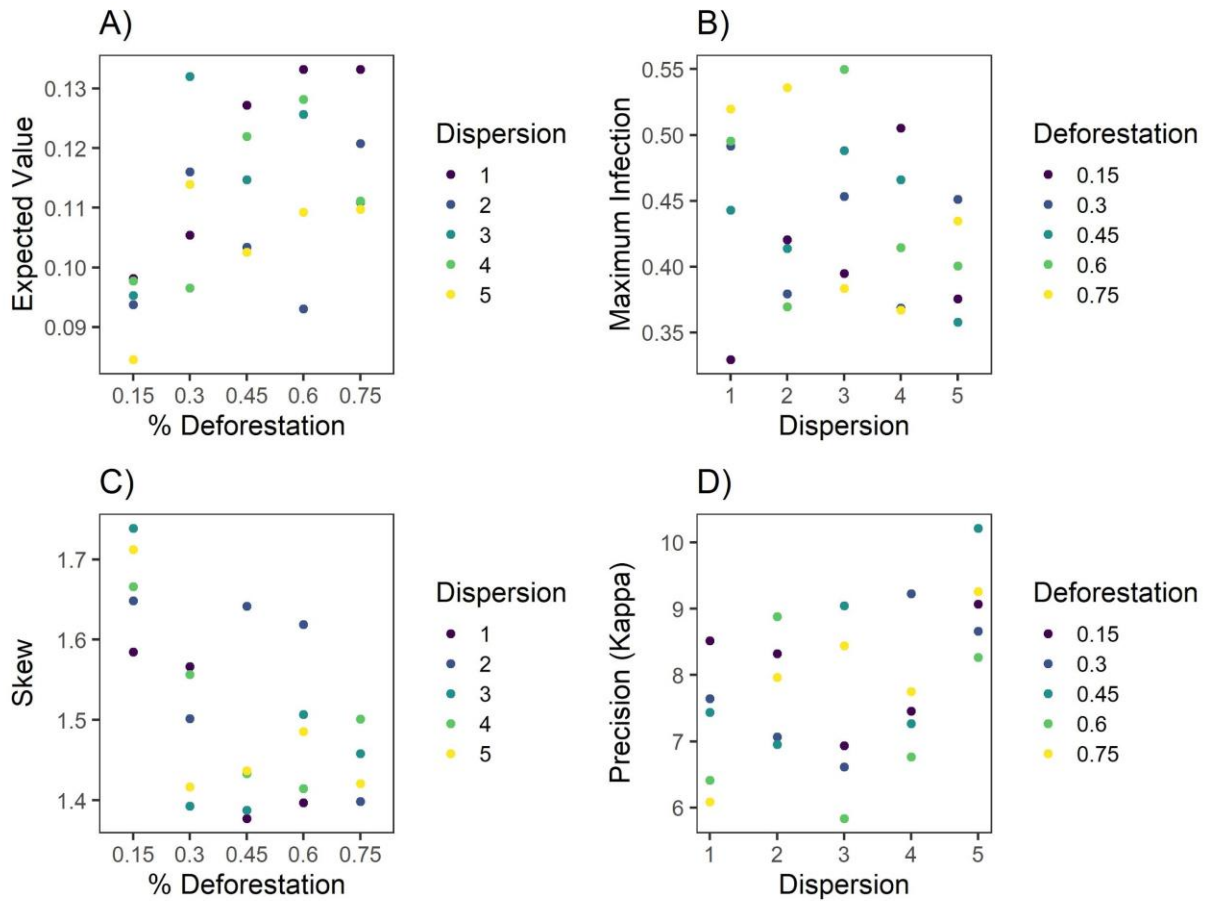 A)
Expected Value
0.13
0.12
0.11
0.10
0.09
0.15 0.3 0.45 0.6 0.75
% Deforestation
Dispersion
1
2
3
4
5
B)
Maximum Infection
0.55
0.50
0.45
0.40
0.35
1 2 3 4 5
Dispersion
Deforestation
0.15
0.3
0.45
0.6
0.75
C)
Skew
1.7
1.6
1.5
1.4
0.15 0.3 0.45 0.6 0.75
% Deforestation
Dispersion
1
2
3
4
5
D)
Precision (Kappa)
10
9
8
7
6
1 2 3 4 5
Dispersion
Deforestation
0.15
0.3
0.45
0.6
0.75